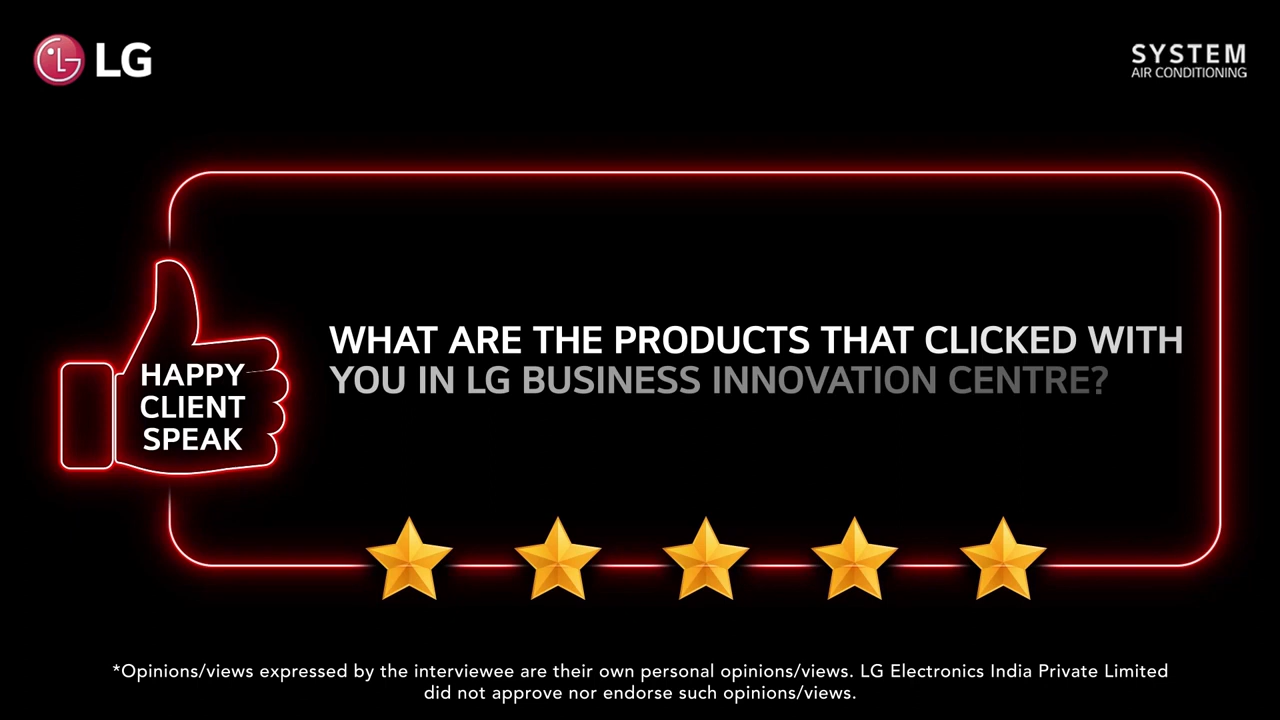 LG
SYSTEM
AIR CONDITIONING
WHAT ARE THE PRODUCTS THAT CLICKED WITH
YOU IN LG BUSINESS INNOVATION CENTRE?
HAPPY
CLIENT
SPEAK
*Opinions/views expressed by the interviewee are their own personal opinions/views. LG Electronics India Private Limited
did not approve nor endorse such opinions/views.